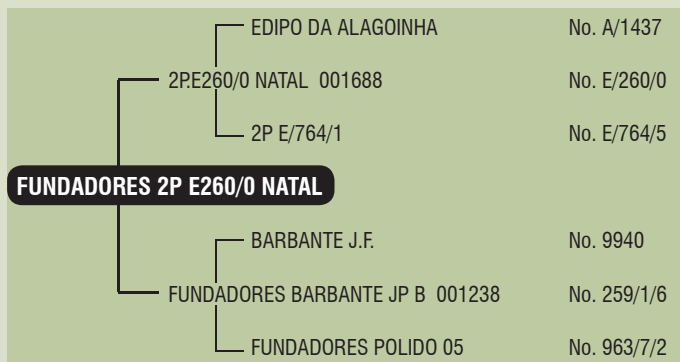 EDIPO DA ALAGOINHA No. A/1437
2P.E260/0 NATAL 001688 No. E/260/0
2P E/764/1 No. E/764/5
FUNDADORES 2P E260/0 NATAL
BARBANTE J.F. No. 9940
FUNDADORES BARBANTE JP B 001238 No. 259/1/6
FUNDADORES POLIDO 05 No. 963/7/2